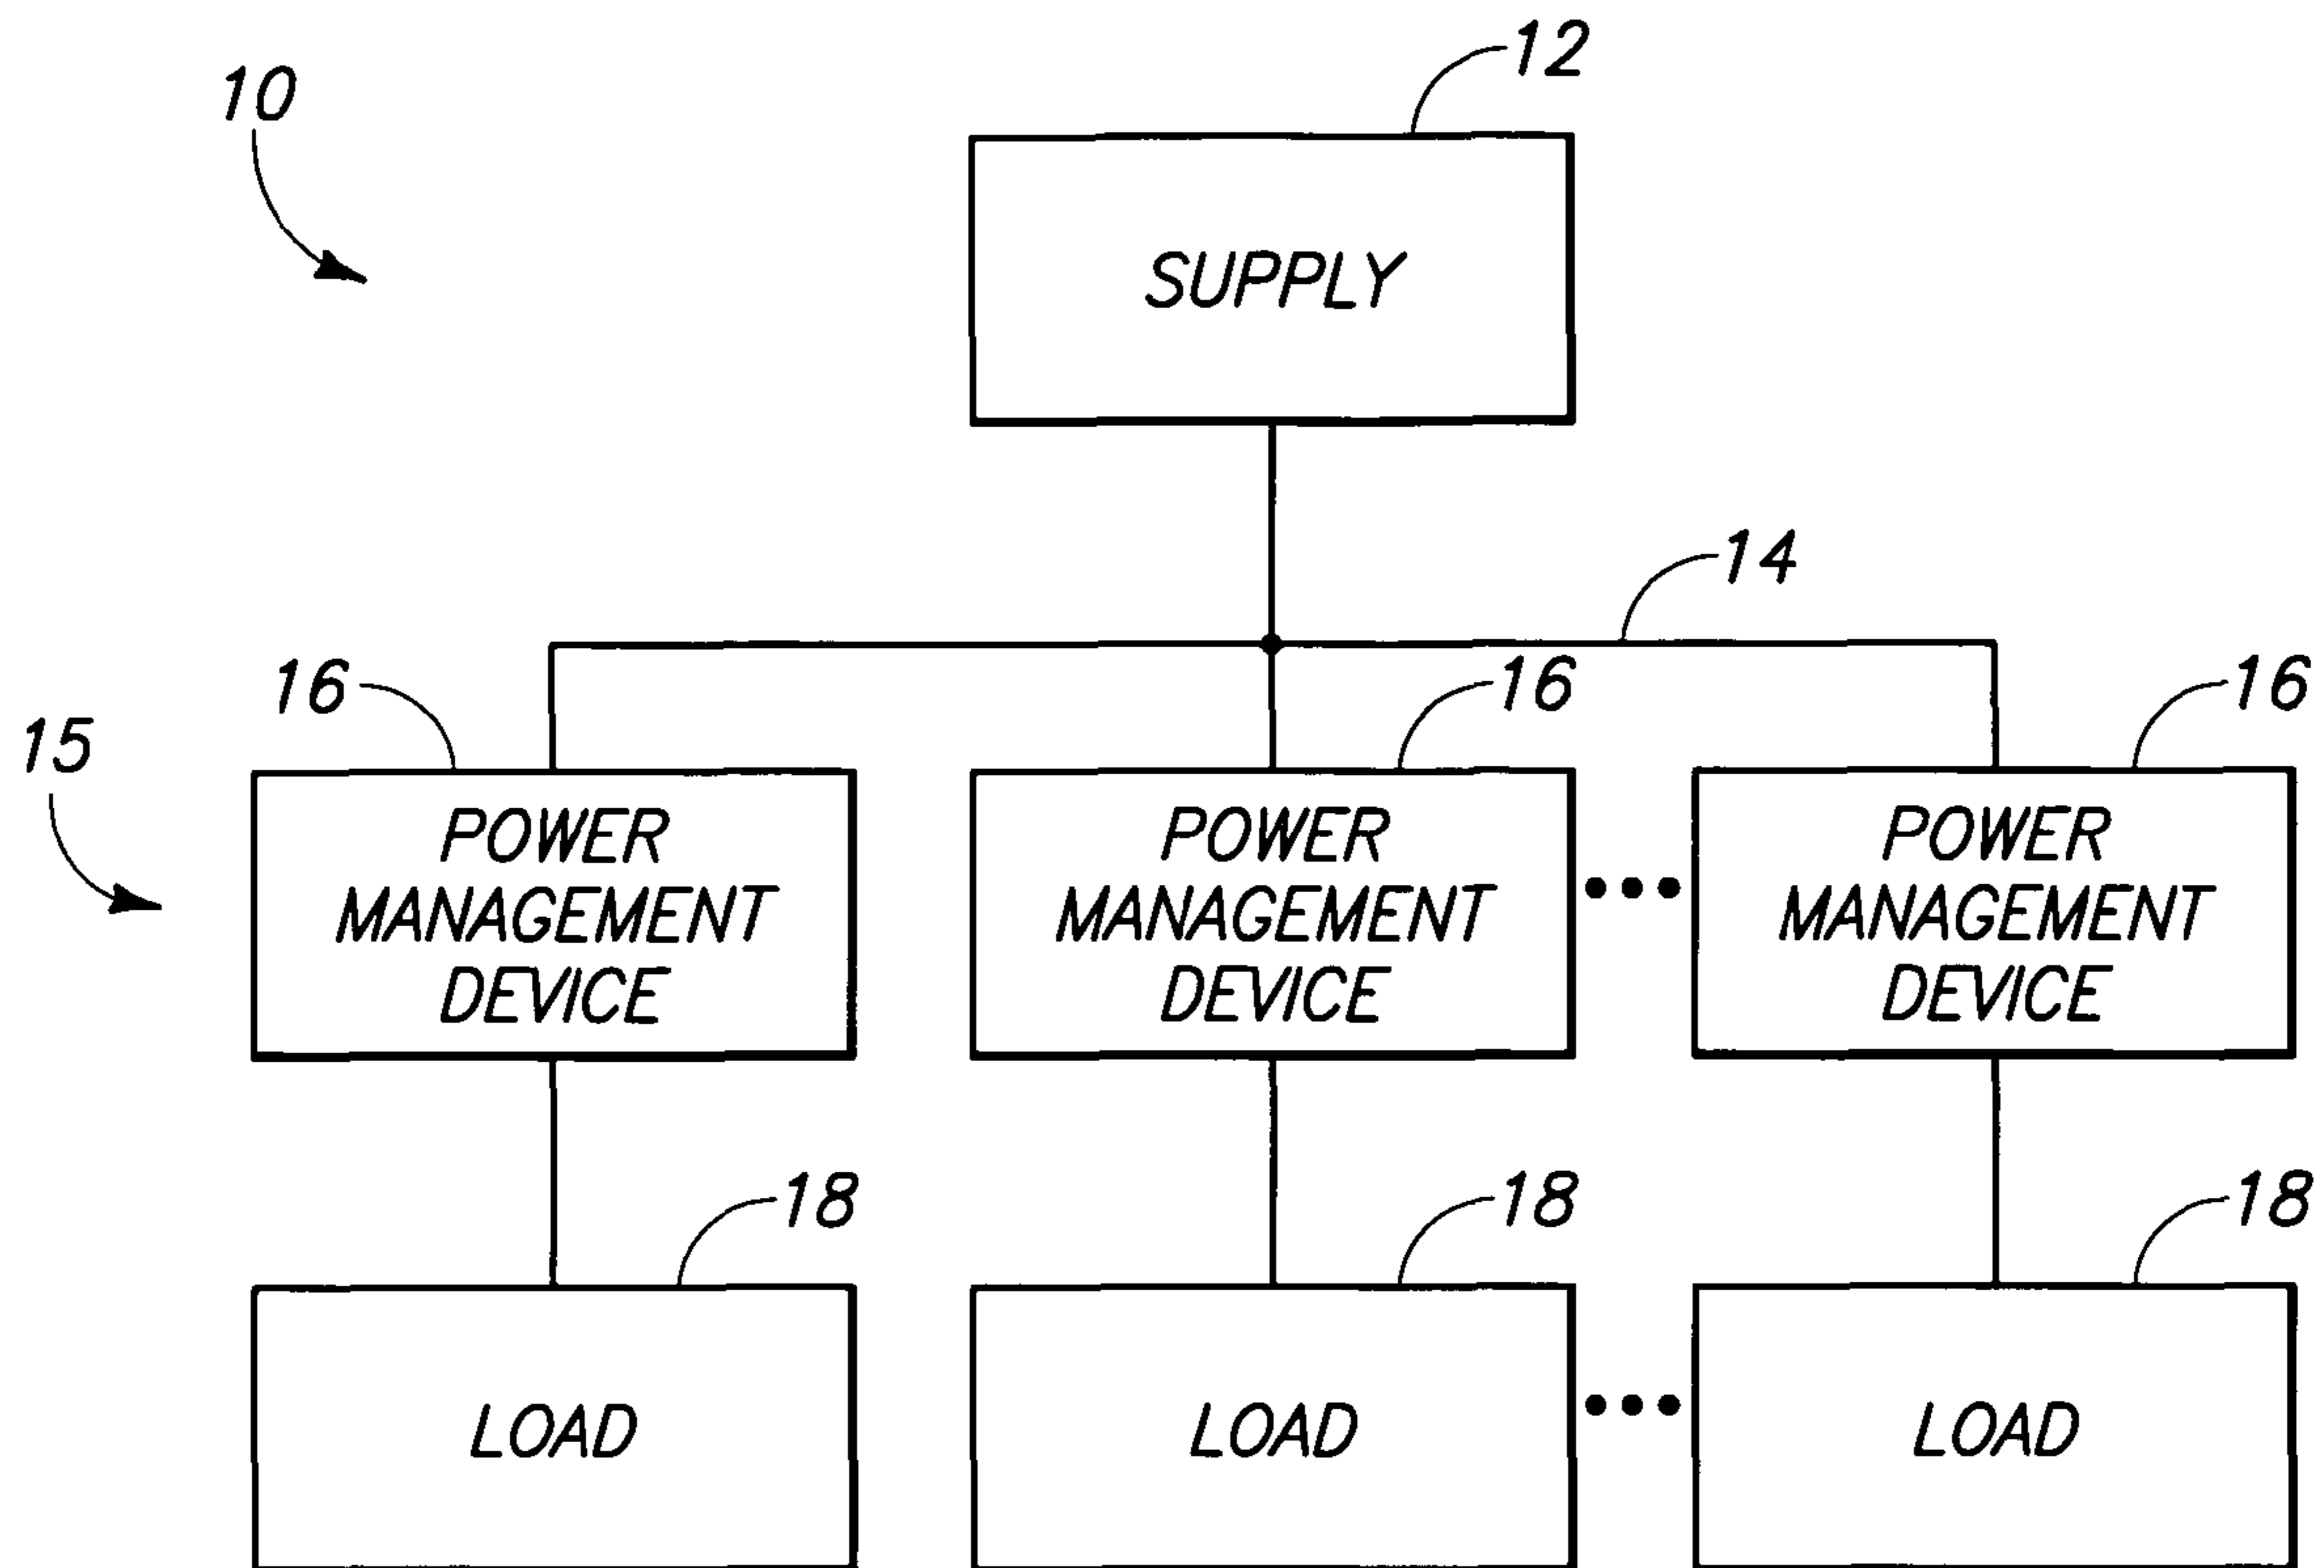 12
10
SUPPLY
14
16 16 16
15
POWER MANAGEMENT DEVICE
POWER MANAGEMENT DEVICE
POWER MANAGEMENT DEVICE
18 18 18
LOAD LOAD LOAD